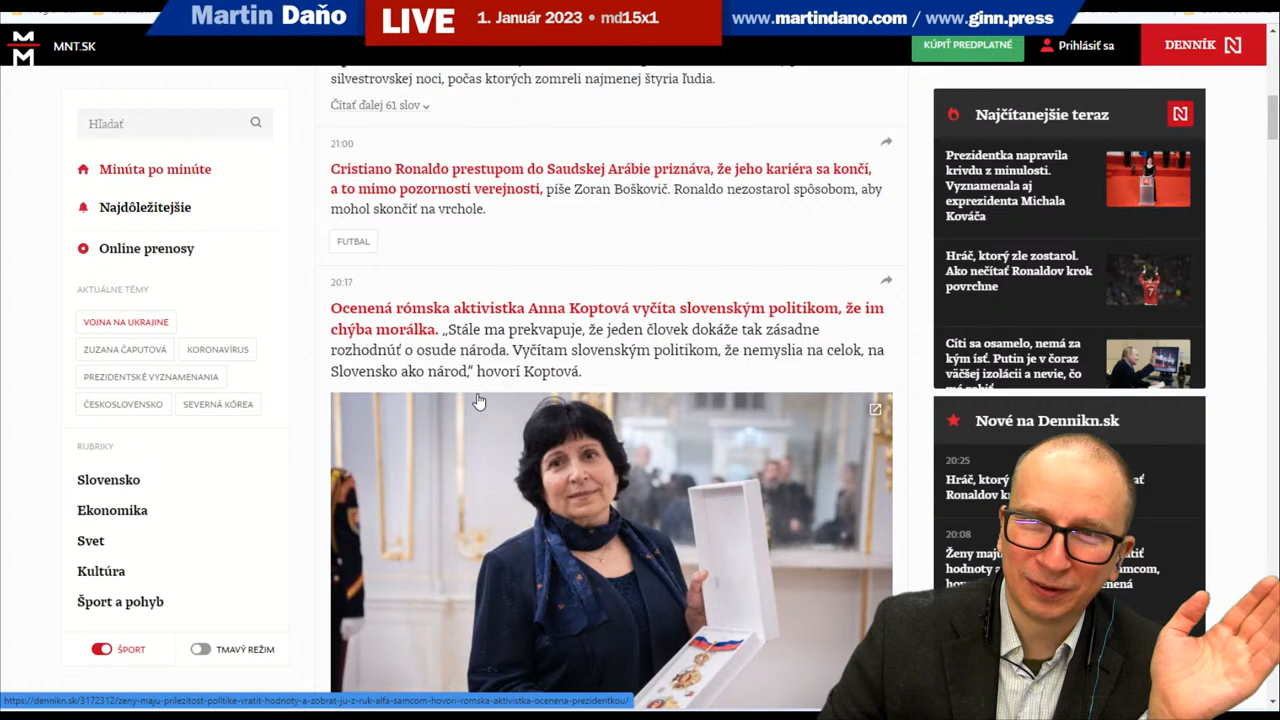 Martin Daňo
LIVE
1. Január 2023 • md15x1
www.martindano.com / www.ginn.press
M
M
MNT.SK
KÚPIŤ PREDPLATNÉ
Prihlásiť sa
DENNÍK N
Hľadať
Minúta po minúte
Najdôležitejšie
Online prenosy
AKTUÁLNE TÉMY
VOJNA NA UKRAJINE
ZUZANA ČAPUTOVÁ
KORONAVÍRUS
PREZIDENTSKÉ VYZNAMENANIA
ČESKOSLOVENSKO
SEVERNÁ KÓREA
RUBRIKY
Slovensko
Ekonomika
Svet
Kultúra
Šport a pohyb
ŠPORT
TMAVÝ REŽIM
silvestrovskej noci, počas ktorých zomreli najmenej štyria ľudia.
Čítať ďalej 61 slov
21:00
Cristiano Ronaldo prestupom do Saudskej Arábie priznáva, že jeho kariéra sa končí,
a to mimo pozornosti verejnosti, píše Zoran Boškovič. Ronaldo nezostarol spôsobom, aby
mohol skončiť na vrchole.
FUTBAL
20:17
Ocenená rómska aktivistka Anna Koptová vyčíta slovenským politikom, že im
chýba morálka. „Stále ma prekvapuje, že jeden človek dokáže tak zásadne
rozhodnúť o osude národa. Vyčítam slovenským politikom, že nemyslia na celok, na
Slovensko ako národ,“ hovorí Koptová.
Najčítanejšie teraz
N
Prezidentka napravila
krivdu z minulosti.
Vyznamenala aj
exprezidenta Michala
Kováča
Hráč, ktorý zle zostarol.
Ako nečítať Ronaldov krok
povrchne
7
Cíti sa osamelo, nemá za
kým ísť. Putin je v čoraz
väčšej izolácii a nevie, čo
Nové na Dennikn.sk
20:25
Hráč, ktorý
Ronaldov
20:08
Ženy
hodnoty a
https://dennikn.sk/3172312/zeny-maju-prilezitost-politike-vratit-hodnoty-a-zobrat-ju-z-ruk-alfa-samcom-hovori-romska-aktivistka-ocenena-prezidentkou/